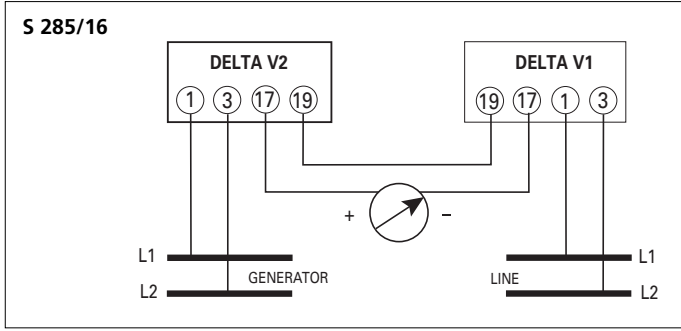 S 285/16
DELTA V2 DELTA V1
1 3 17 19 19 17 1 3
+ –
L1 L1
GENERATOR LINE
L2 L2